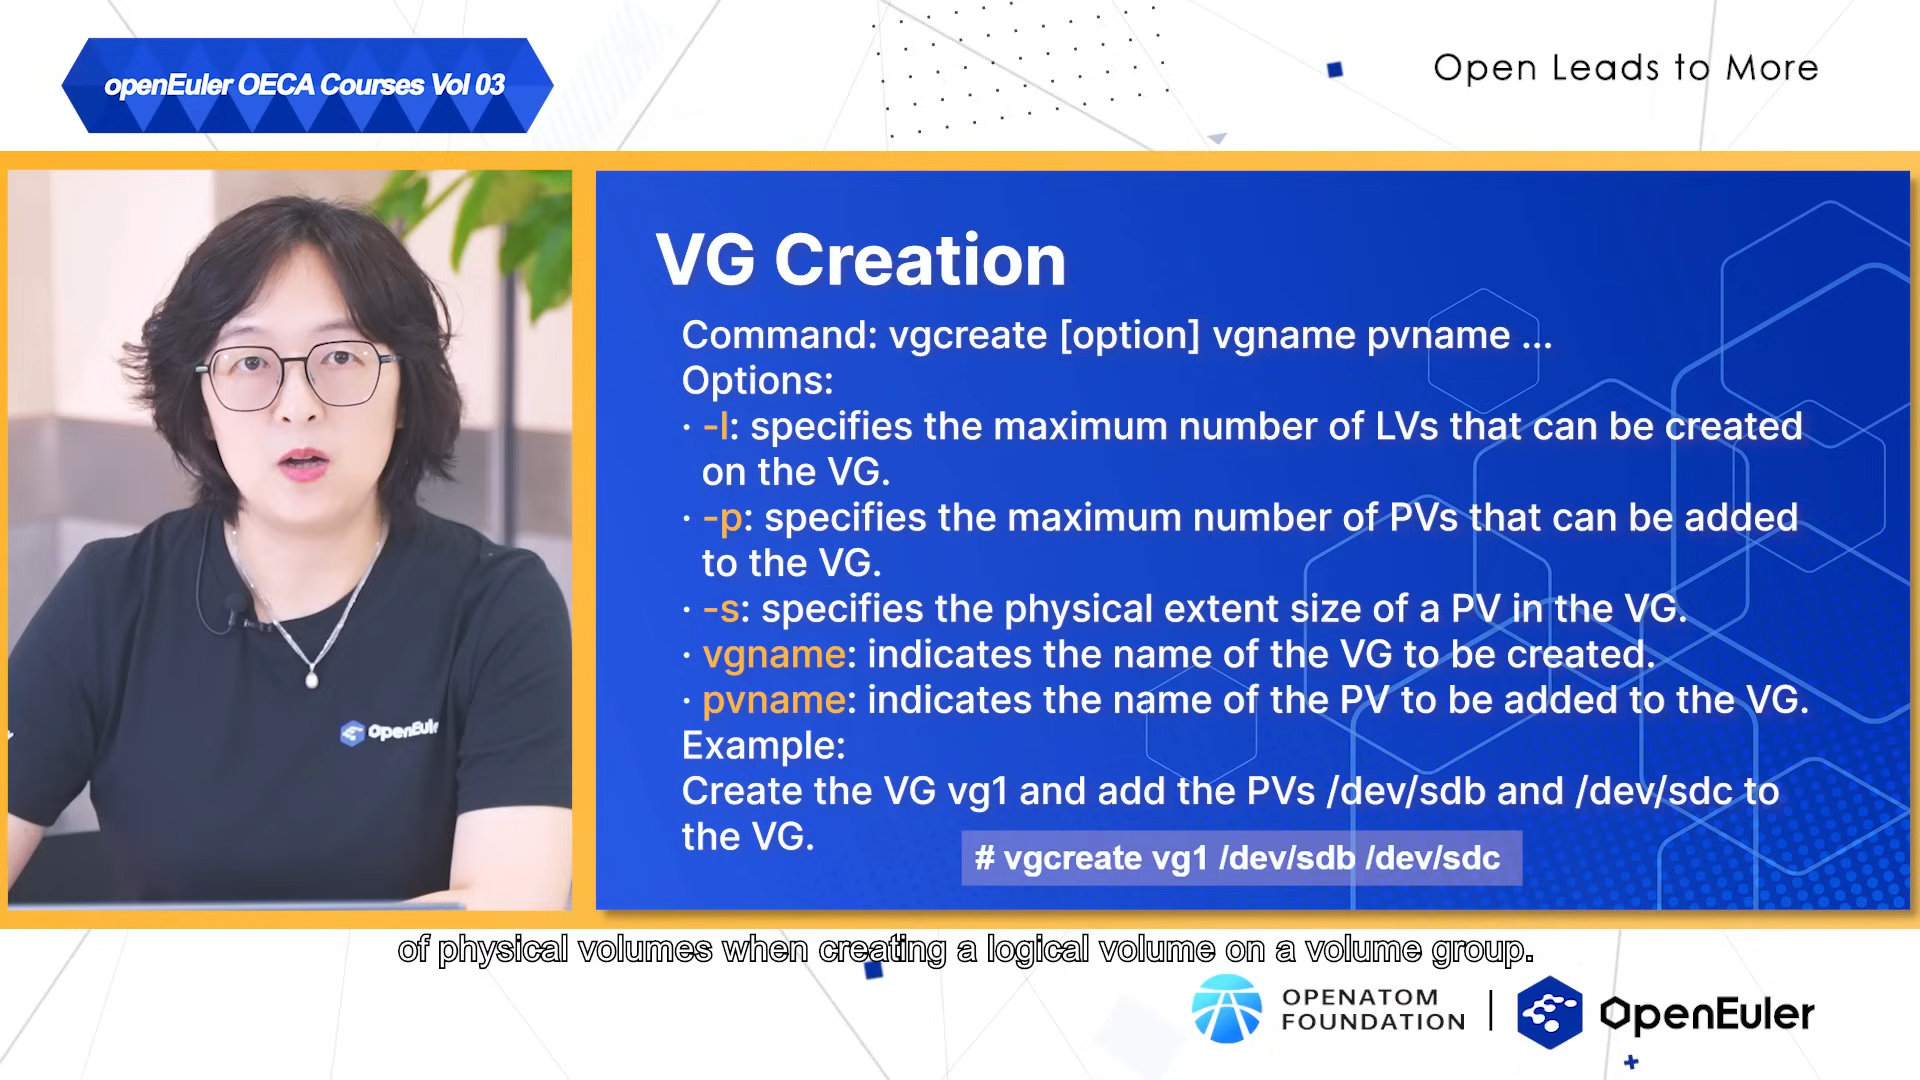 openEuler OECA Courses Vol 03
Open Leads to More
VG Creation
Command: vgcreate [option] vgname pvname ...
Options:
· -l: specifies the maximum number of LVs that can be created
on the VG.
· -p: specifies the maximum number of PVs that can be added
to the VG.
· -s: specifies the physical extent size of a PV in the VG.
· vgname: indicates the name of the VG to be created.
· pvname: indicates the name of the PV to be added to the VG.
Example:
Create the VG vg1 and add the PVs /dev/sdb and /dev/sdc to
the VG.
# vgcreate vg1 /dev/sdb /dev/sdc
OpenEuler
of physical volumes when creating a logical volume on a volume group.
OPENATOM
FOUNDATION
OpenEuler